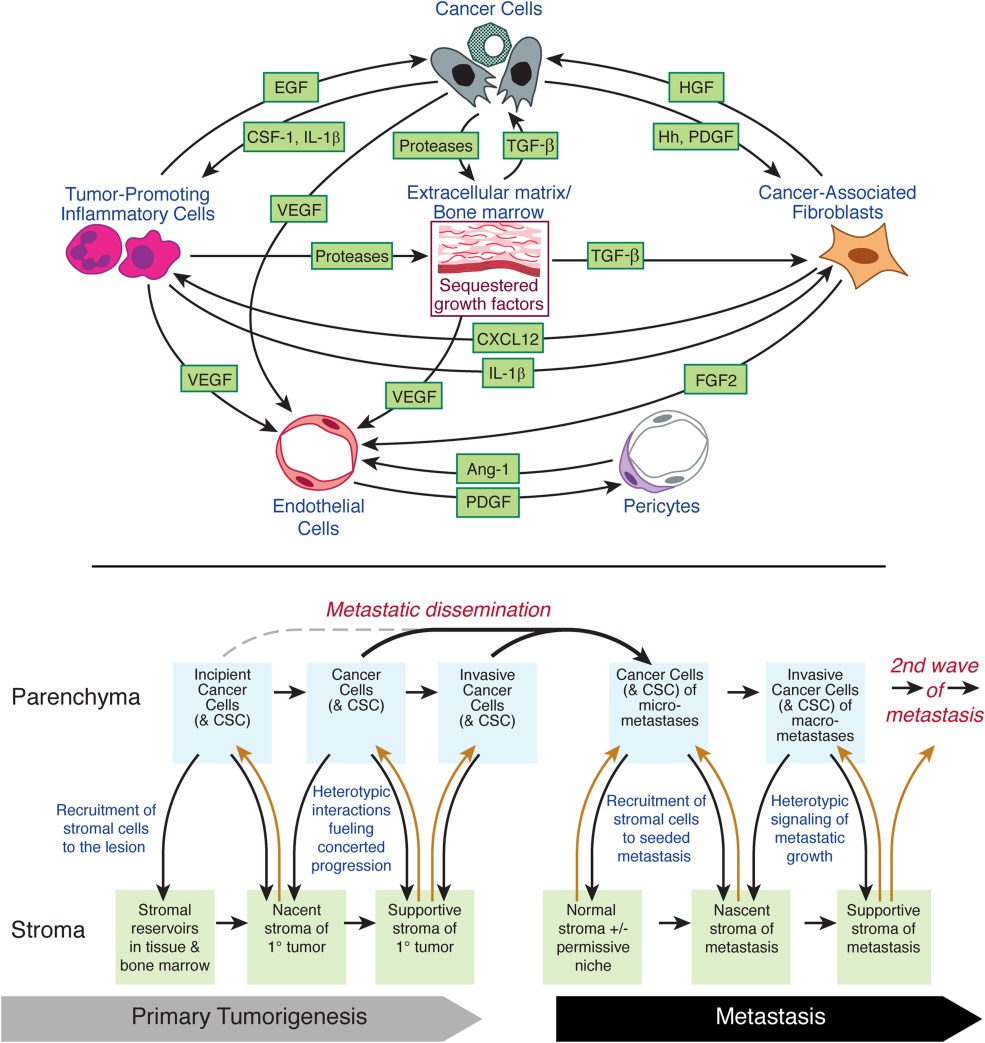 Cancer Cells
EGF
HGF
CSF-1, IL-1β
Proteases
TGF-β
Hh, PDGF
Tumor-Promoting
Inflammatory Cells
VEGF
Extracellular matrix/
Bone marrow
Cancer-Associated
Fibroblasts
Proteases
TGF-β
Sequestered
growth factors
CXCL12
IL-1β
VEGF
VEGF
FGF2
Ang-1
PDGF
Endothelial
Cells
Pericytes
Metastatic dissemination
Parenchyma
Incipient
Cancer
Cells
(& CSC)
Cancer
Cells
(& CSC)
Invasive
Cancer
Cells
(& CSC)
Cancer Cells
(& CSC) of
micro-
metastases
Invasive
Cancer Cells
(& CSC) of
macro-
metastases
2nd wave
of
metastasis
Recruitment of
stromal cells
to the lesion
Heterotypic
interactions
fueling
concerted
progression
Recruitment of
stromal cells
to seeded
metastasis
Heterotypic
signaling of
metastatic
growth
Stroma
Stromal
reservoirs
in tissue &
bone marrow
Nacent
stroma of
1° tumor
Supportive
stroma of
1° tumor
Normal
stroma +/-
permissive
niche
Nascent
stroma of
metastasis
Supportive
stroma of
metastasis
Primary Tumorigenesis
Metastasis